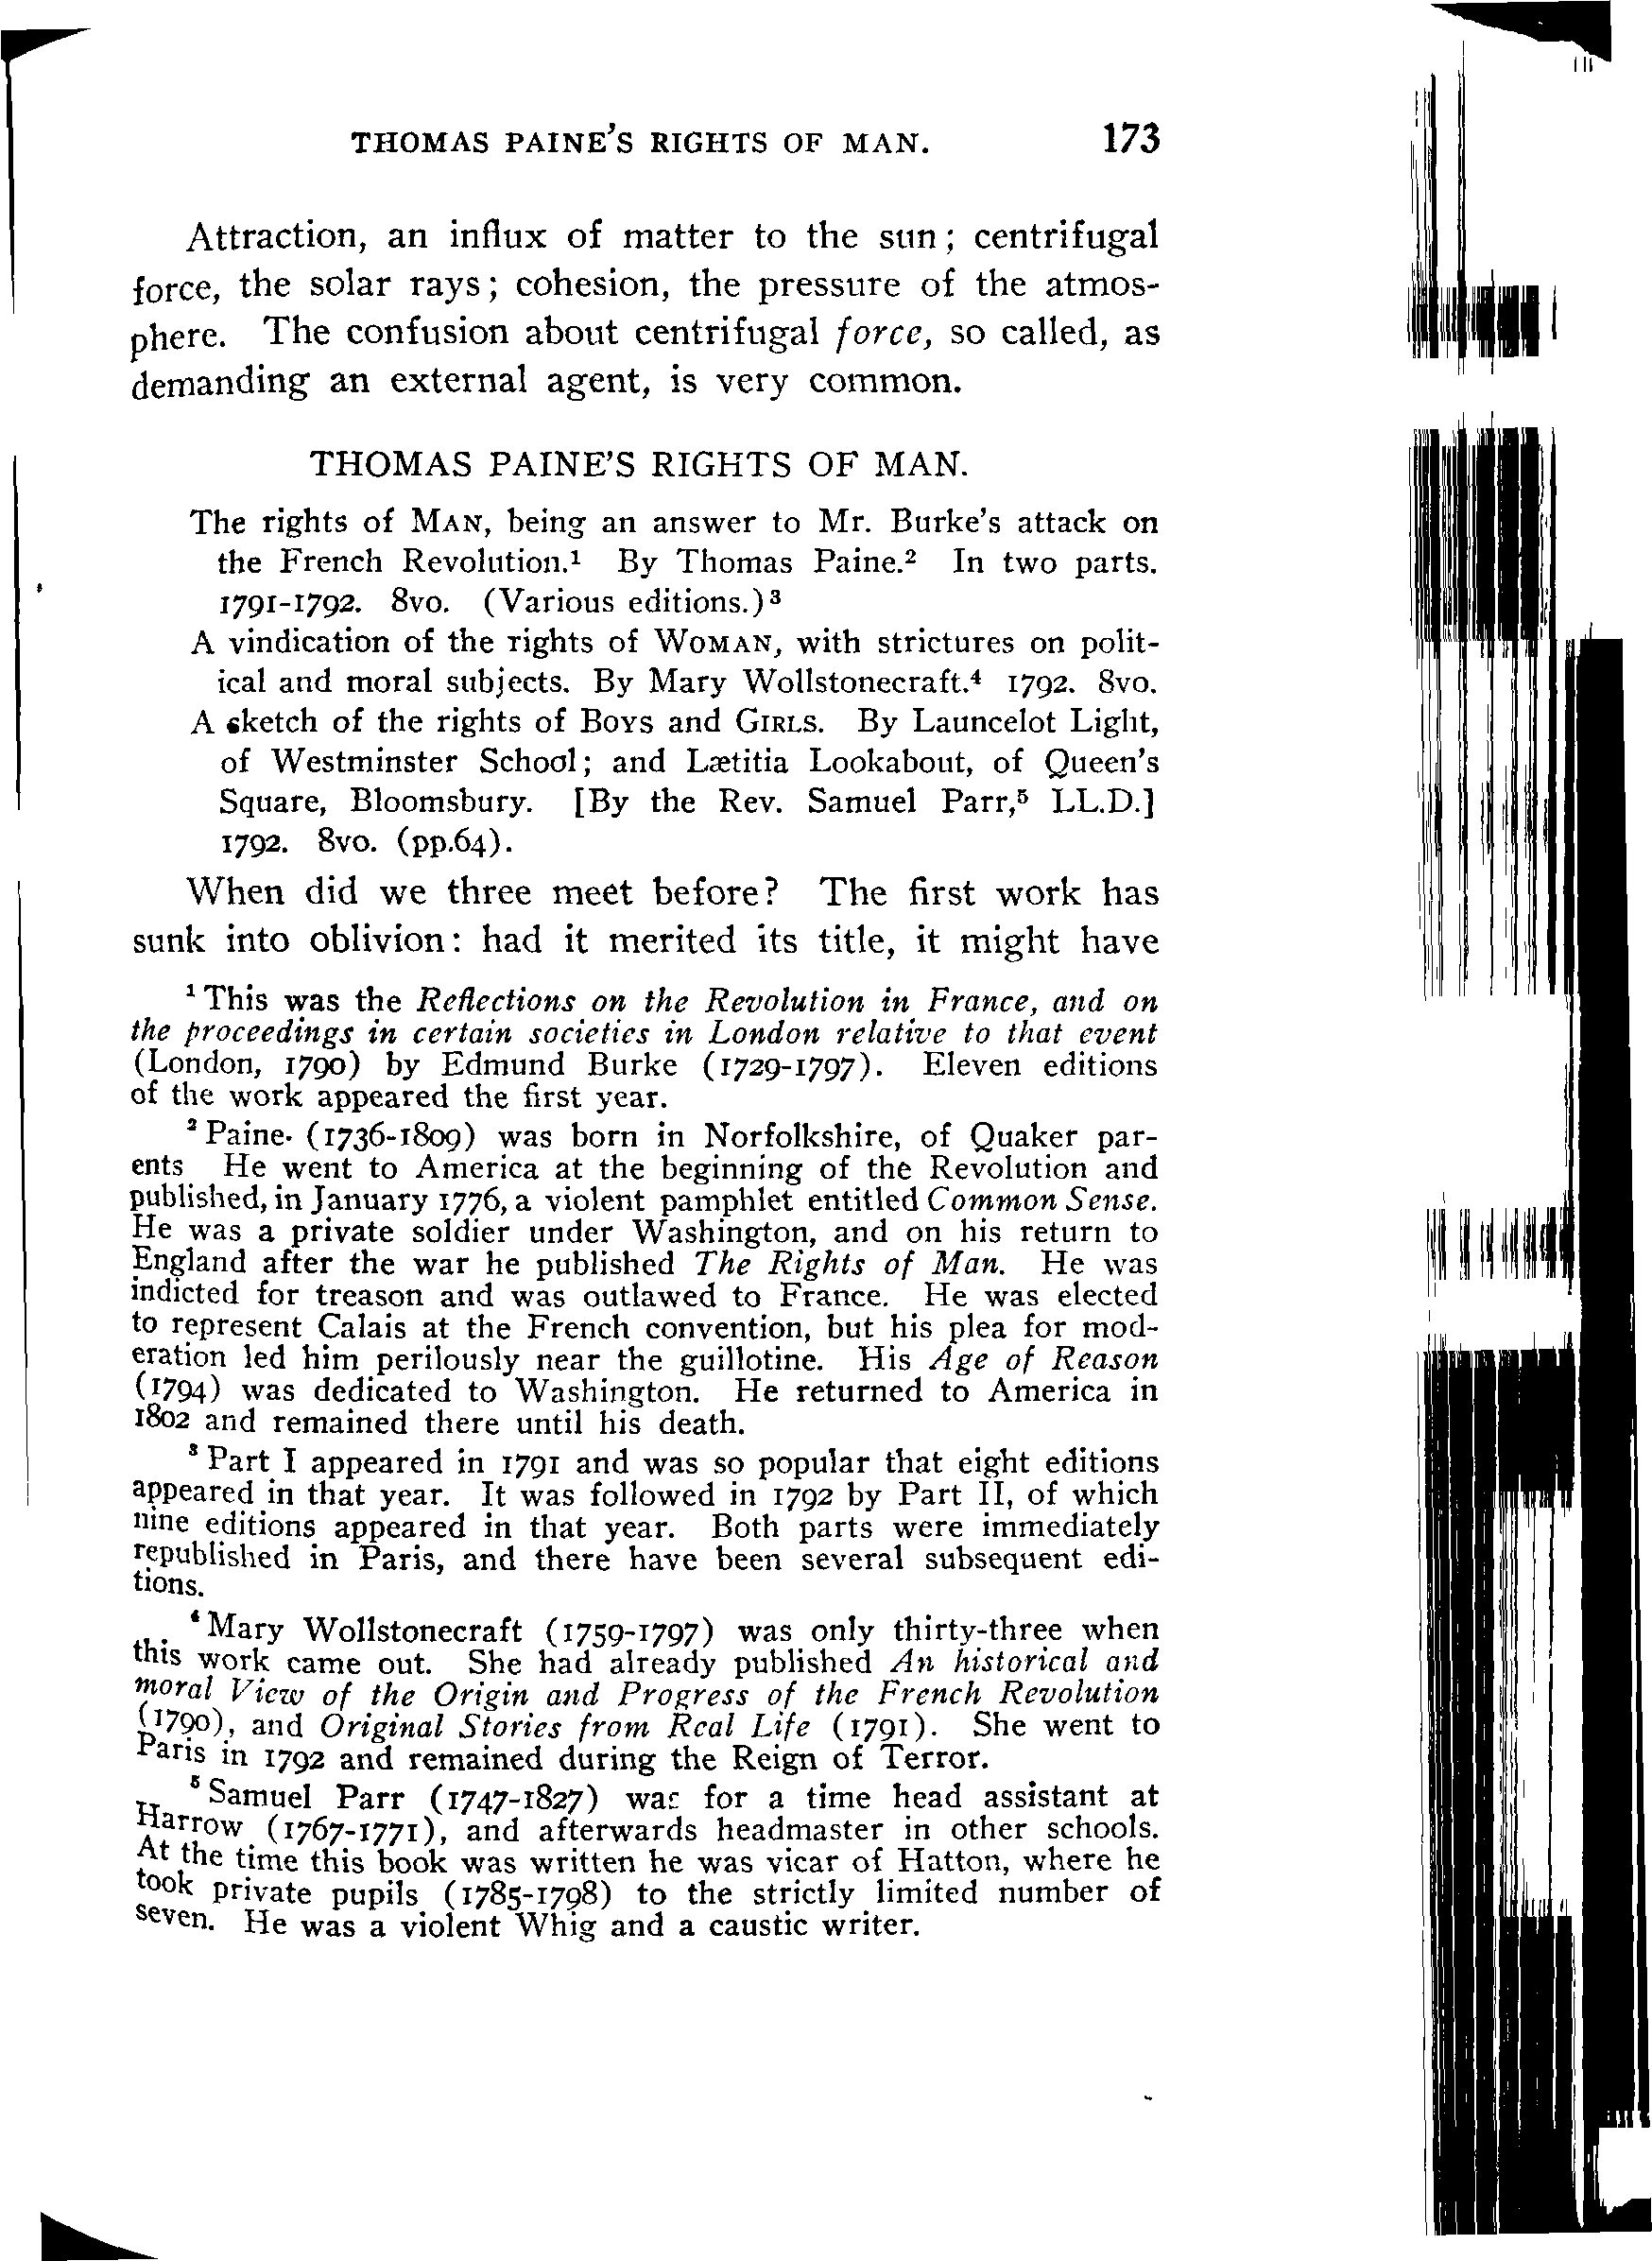 THOMAS PAINE'S RIGHTS OF MAN. 173
Attraction, an influx of matter to the sun; centrifugal
force, the solar rays; cohesion, the pressure of the atmos-
phere. The confusion about centrifugal force, so called, as
demanding an external agent, is very common.
THOMAS PAINE'S RIGHTS OF MAN.
The rights of MAN, being an answer to Mr. Burke's attack on
the French Revolution.¹ By Thomas Paine.² In two parts.
1791-1792. 8vo. (Various editions.)³
A vindication of the rights of WOMAN, with strictures on polit-
ical and moral subjects. By Mary Wollstonecraft.⁴ 1792. 8vo.
A sketch of the rights of BOYS and GIRLS. By Launcelot Light,
of Westminster School; and Lætitia Lookabout, of Queen's
Square, Bloomsbury. [By the Rev. Samuel Parr,⁵ LL.D.]
1792. 8vo. (pp.64).
When did we three meet before? The first work has
sunk into oblivion: had it merited its title, it might have
¹ This was the Reflections on the Revolution in France, and on
the proceedings in certain societies in London relative to that event
(London, 1790) by Edmund Burke (1729-1797). Eleven editions
of the work appeared the first year.
² Paine. (1736-1809) was born in Norfolkshire, of Quaker par-
ents He went to America at the beginning of the Revolution and
published, in January 1776, a violent pamphlet entitled Common Sense.
He was a private soldier under Washington, and on his return to
England after the war he published The Rights of Man. He was
indicted for treason and was outlawed to France. He was elected
to represent Calais at the French convention, but his plea for mod-
eration led him perilously near the guillotine. His Age of Reason
(1794) was dedicated to Washington. He returned to America in
1802 and remained there until his death.
³ Part I appeared in 1791 and was so popular that eight editions
appeared in that year. It was followed in 1792 by Part II, of which
nine editions appeared in that year. Both parts were immediately
republished in Paris, and there have been several subsequent edi-
tions.
⁴ Mary Wollstonecraft (1759-1797) was only thirty-three when
this work came out. She had already published An historical and
moral View of the Origin and Progress of the French Revolution
(1790), and Original Stories from Real Life (1791). She went to
Paris in 1792 and remained during the Reign of Terror.
⁵ Samuel Parr (1747-1827) was for a time head assistant at
Harrow (1767-1771), and afterwards headmaster in other schools.
At the time this book was written he was vicar of Hatton, where he
took private pupils (1785-1798) to the strictly limited number of
seven. He was a violent Whig and a caustic writer.